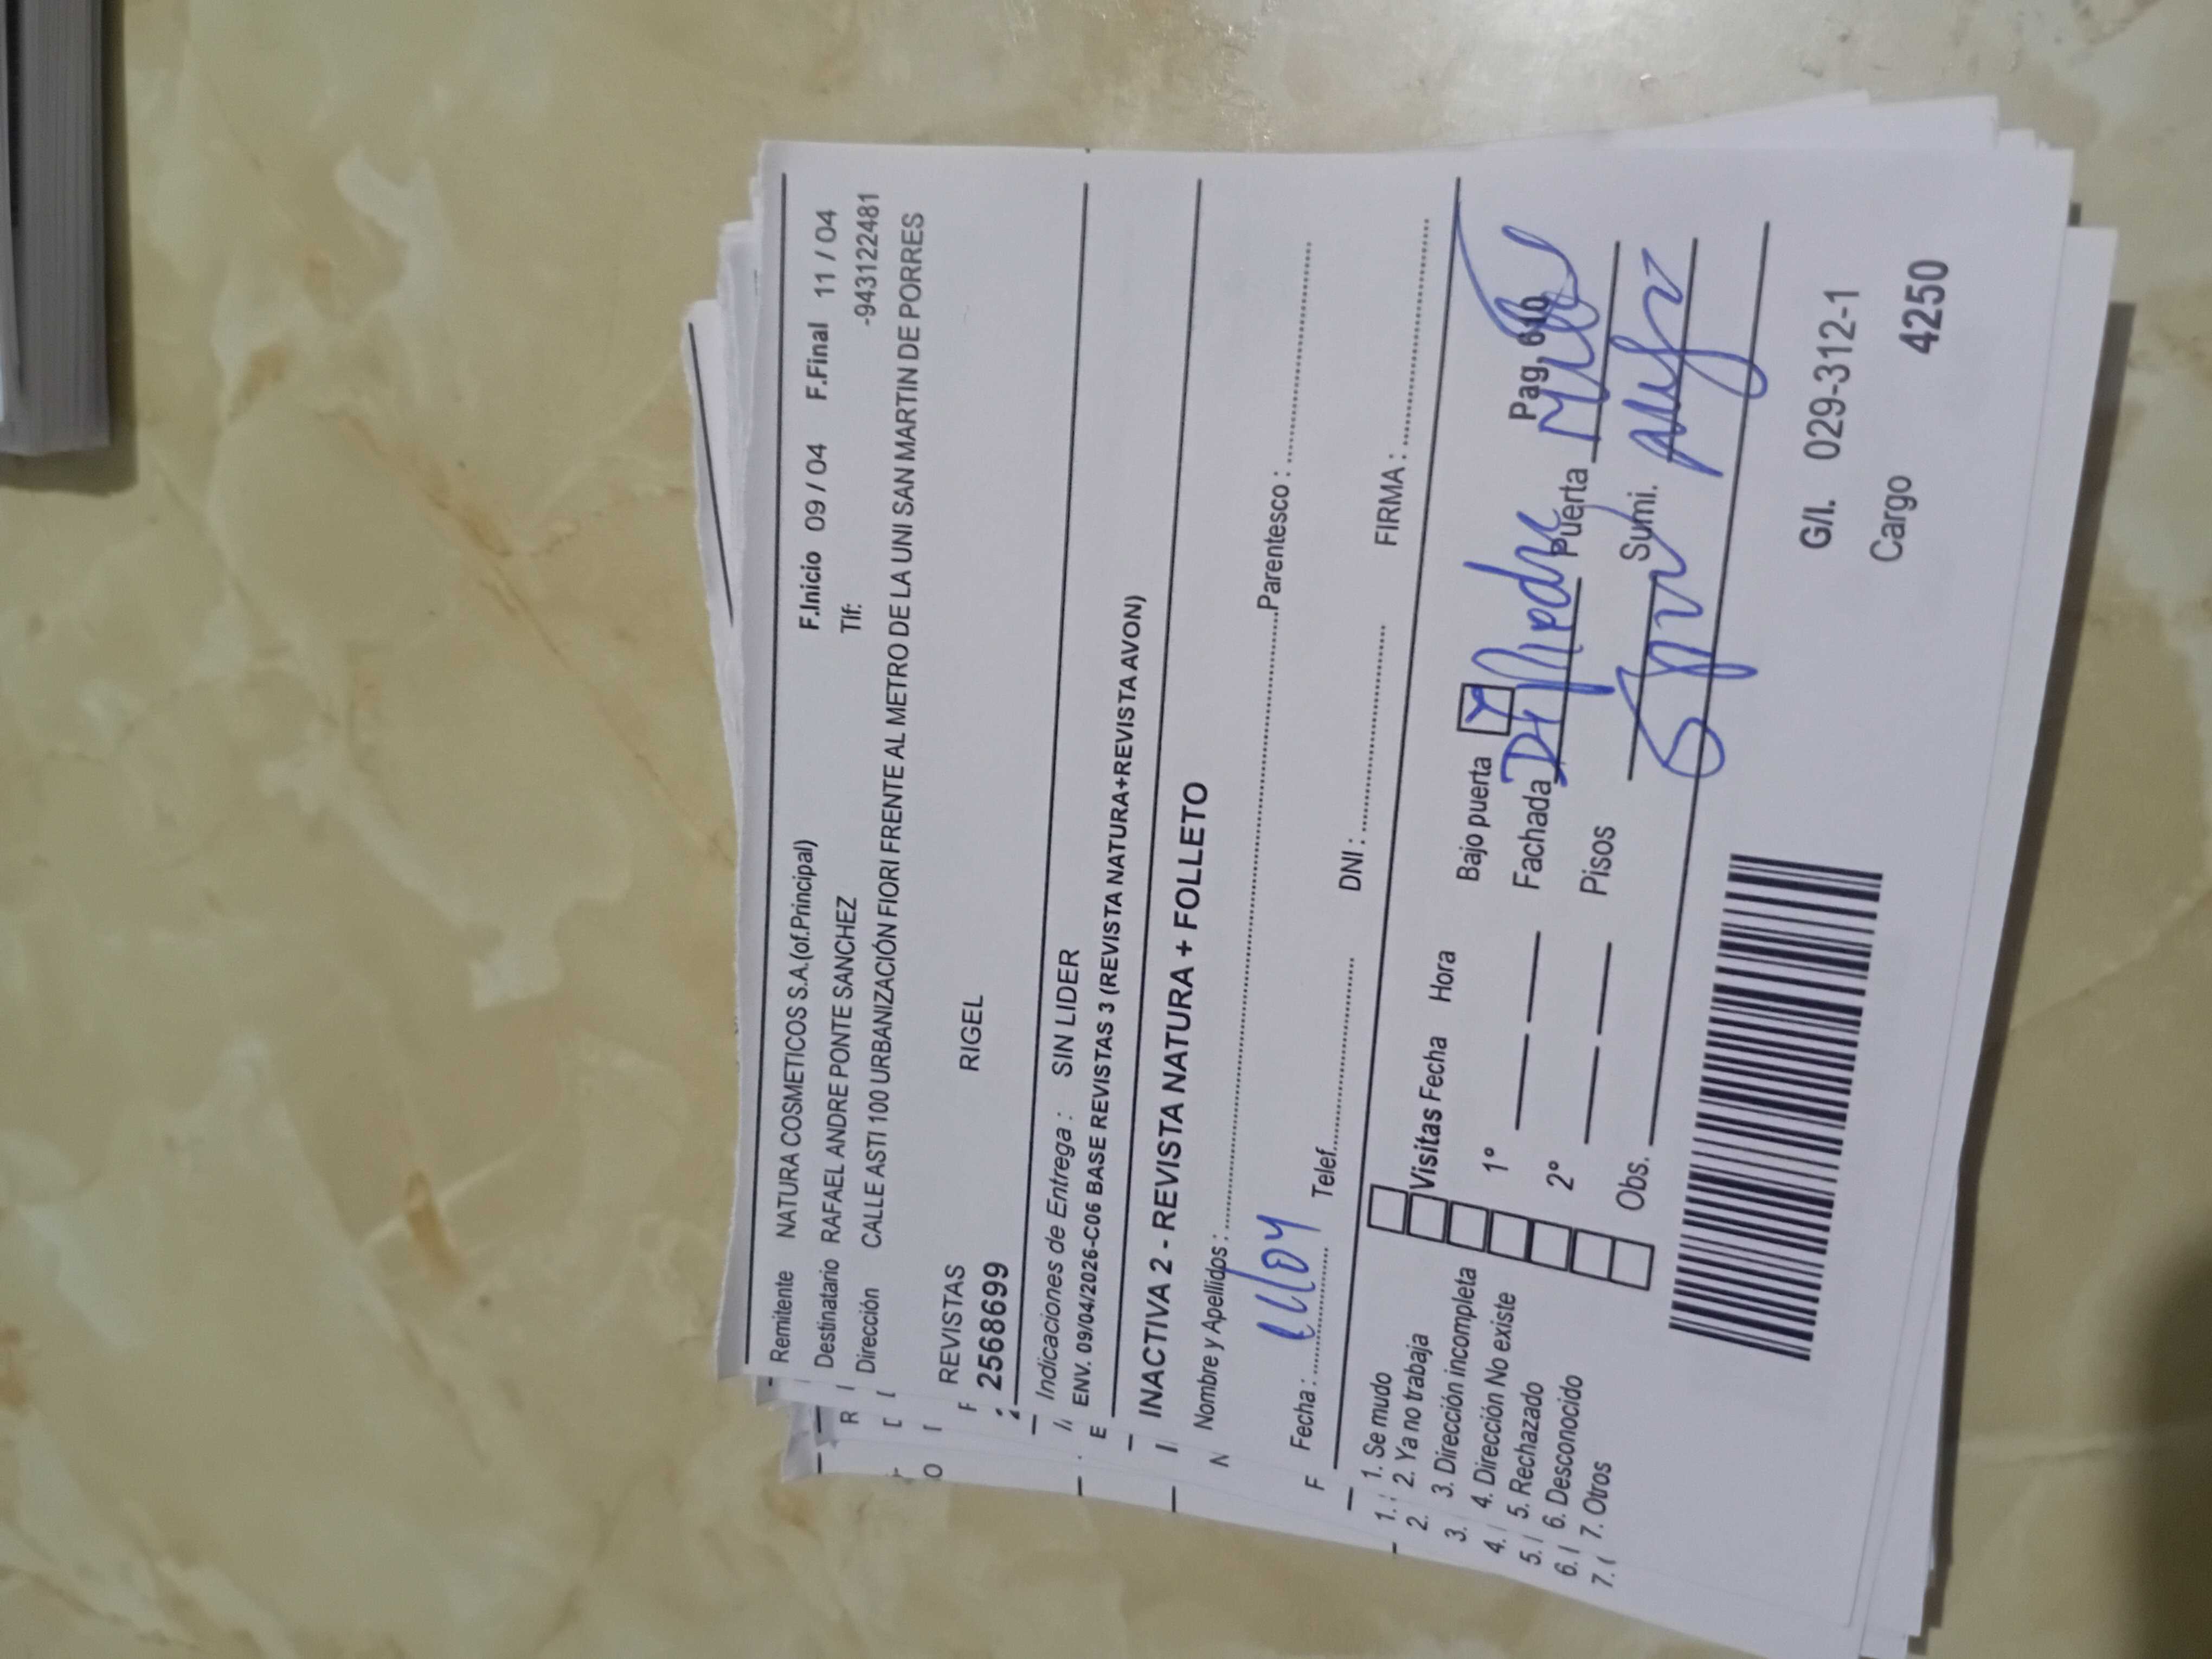 Remitente NATURA COSMETICOS S.A.(of.Principal) F.Inicio 09 / 04 F.Final 11 / 04
Destinatario RAFAEL ANDRE PONTE SANCHEZ Tlf: -943122481
Dirección CALLE ASTI 100 URBANIZACIÓN FIORI FRENTE AL METRO DE LA UNI SAN MARTIN DE PORRES
REVISTAS RIGEL
2568699
Indicaciones de Entrega : SIN LIDER
ENV. 09/04/2026-C06 BASE REVISTAS 3 (REVISTA NATURA+REVISTA AVON)
INACTIVA 2 - REVISTA NATURA + FOLLETO
Nombre y Apellidos : Parentesco :
Fecha : Telef. DNI : FIRMA :
1. Se mudo
2. Ya no trabaja
3. Dirección incompleta
4. Dirección No existe
5. Rechazado
6. Desconocido
7. Otros
Visitas Fecha Hora
1º
2º
Obs.
Bajo puerta Pag.
Fachada Puerta
Pisos Sumi.
G/I. 029-312-1
Cargo 4250